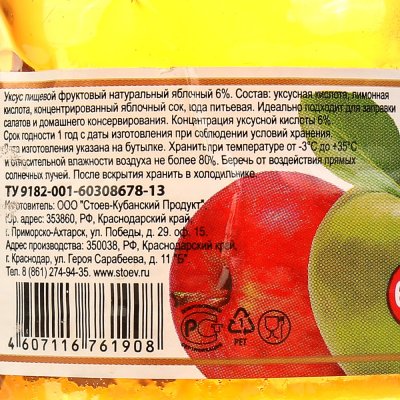 Уксус пищевой фруктовый натуральный яблочный 6%. Состав: уксусная кислота, лимонная
кислота, концентрированный яблочный сок, вода питьевая. Идеально подходит для заправки
салатов и домашнего консервирования. Концентрация уксусной кислоты 6%.
Срок годности 1 год с даты изготовления при соблюдении условий хранения.
Дата изготовления указана на бутылке. Хранить при температуре от -3°С до +35°С
и относительной влажности воздуха не более 80%. Беречь от воздействия прямых
солнечных лучей. После вскрытия хранить в холодильнике.
ТУ 9182-001-60308678-13
Изготовитель: ООО "Стоев-Кубанский Продукт"
Юр. адрес: 353860, РФ, Краснодарский край,
г. Приморско-Ахтарск, ул. Победы, д. 29. оф. 15.
Адрес производства: 350038, РФ, Краснодарский край,
г. Краснодар, ул. Героя Сарабеева, д. 11 "Б"
Тел.: 8 (861) 274-94-35. www.stoev.ru
РСТ
1
PET
4607116761908